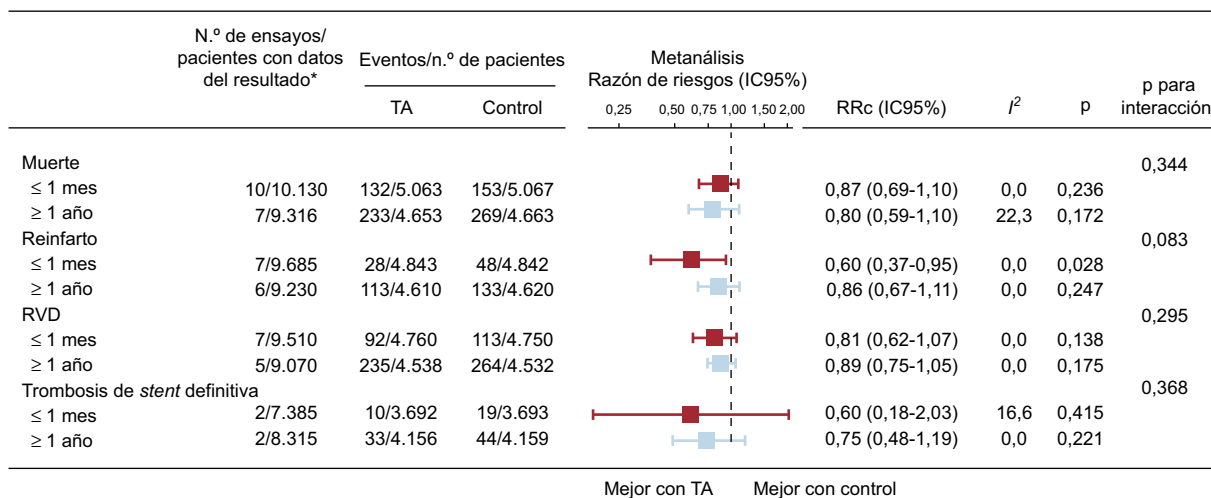 N.º de ensayos/
pacientes con datos
del resultado*
Eventos/n.º de pacientes
TA Control
Metanálisis
Razón de riesgos (IC95%)
0,25 0,50 0,75 1,00 1,50 2,00
RRc (IC95%) I² p
p para
interacción
Muerte 0,344
≤ 1 mes 10/10.130 132/5.063 153/5.067 0,87 (0,69-1,10) 0,0 0,236
≥ 1 año 7/9.316 233/4.653 269/4.663 0,80 (0,59-1,10) 22,3 0,172
Reinfarto 0,083
≤ 1 mes 7/9.685 28/4.843 48/4.842 0,60 (0,37-0,95) 0,0 0,028
≥ 1 año 6/9.230 113/4.610 133/4.620 0,86 (0,67-1,11) 0,0 0,247
RVD 0,295
≤ 1 mes 7/9.510 92/4.760 113/4.750 0,81 (0,62-1,07) 0,0 0,138
≥ 1 año 5/9.070 235/4.538 264/4.532 0,89 (0,75-1,05) 0,0 0,175
Trombosis de stent definitiva 0,368
≤ 1 mes 2/7.385 10/3.692 19/3.693 0,60 (0,18-2,03) 16,6 0,415
≥ 1 año 2/8.315 33/4.156 44/4.159 0,75 (0,48-1,19) 0,0 0,221
Mejor con TA Mejor con control